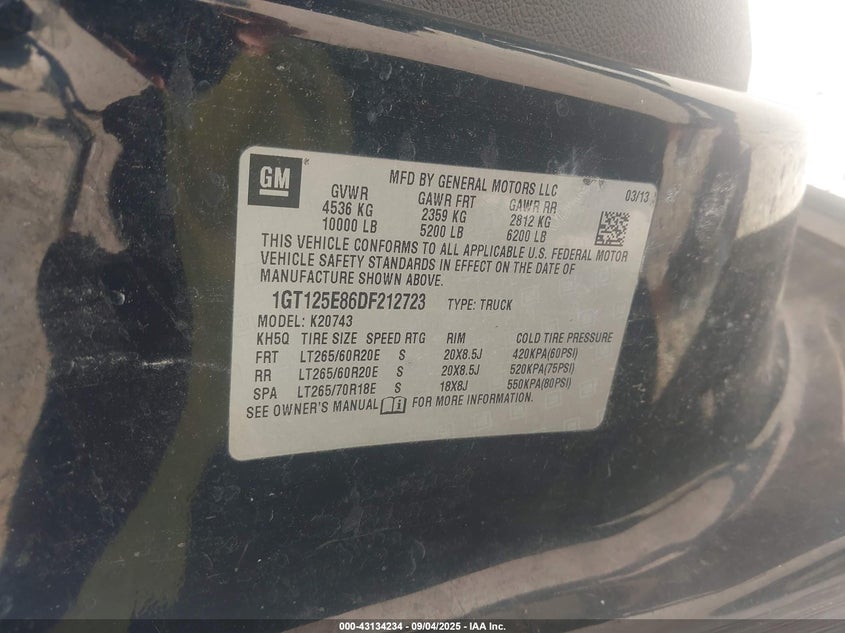 GM
MFD BY GENERAL MOTORS LLC
03/13
GVWR GAWR FRT GAWR RR
4536 KG 2359 KG 2812 KG
10000 LB 5200 LB 6200 LB
THIS VEHICLE CONFORMS TO ALL APPLICABLE U.S. FEDERAL MOTOR
VEHICLE SAFETY STANDARDS IN EFFECT ON THE DATE OF
MANUFACTURE SHOWN ABOVE.
1GT125E86DF212723 TYPE: TRUCK
MODEL: K20743
KH5Q TIRE SIZE SPEED RTG RIM COLD TIRE PRESSURE
FRT LT265/60R20E S 20X8.5J 420KPA(60PSI)
RR LT265/60R20E S 20X8.5J 520KPA(75PSI)
SPA LT265/70R18E S 18X8J 550KPA(80PSI)
SEE OWNER'S MANUAL FOR MORE INFORMATION.
000-43134234 - 09/04/2025 - IAA Inc.